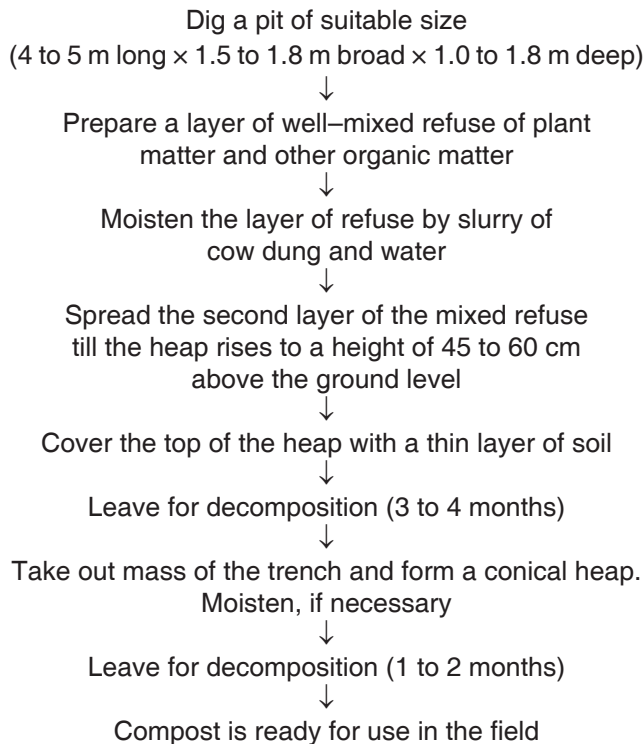 Dig a pit of suitable size
(4 to 5 m long × 1.5 to 1.8 m broad × 1.0 to 1.8 m deep)
↓
Prepare a layer of well–mixed refuse of plant
matter and other organic matter
↓
Moisten the layer of refuse by slurry of
cow dung and water
↓
Spread the second layer of the mixed refuse
till the heap rises to a height of 45 to 60 cm
above the ground level
↓
Cover the top of the heap with a thin layer of soil
↓
Leave for decomposition (3 to 4 months)
↓
Take out mass of the trench and form a conical heap.
Moisten, if necessary
↓
Leave for decomposition (1 to 2 months)
↓
Compost is ready for use in the field